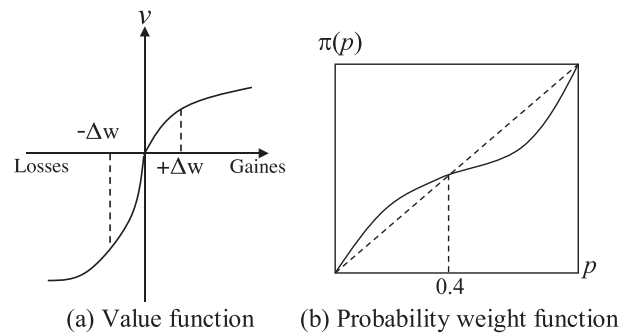 v
-Δw
Losses
+Δw
Gaines
(a) Value function
π(p)
p
0.4
(b) Probability weight function